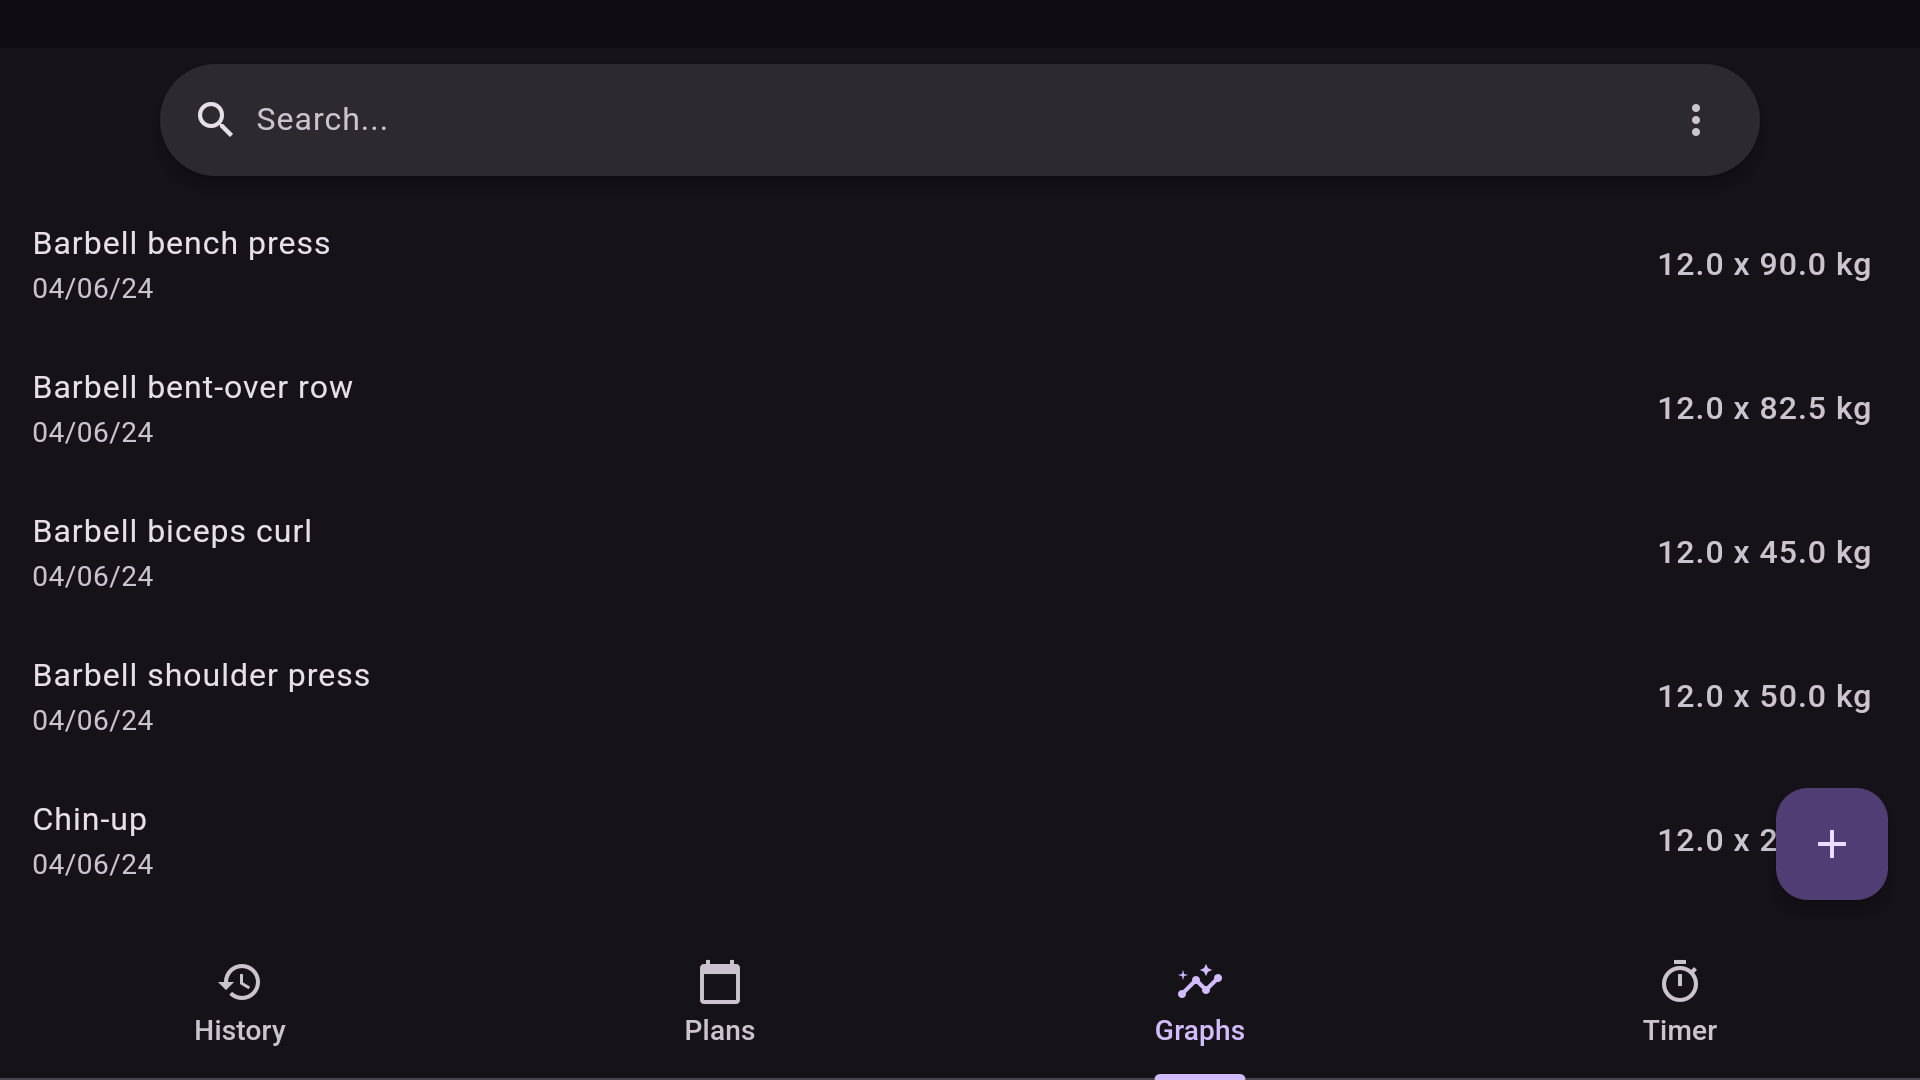 Search...
Barbell bench press
04/06/24
12.0 x 90.0 kg
Barbell bent-over row
04/06/24
12.0 x 82.5 kg
Barbell biceps curl
04/06/24
12.0 x 45.0 kg
Barbell shoulder press
04/06/24
12.0 x 50.0 kg
Chin-up
04/06/24
12.0 x 2
History
Plans
Graphs
Timer